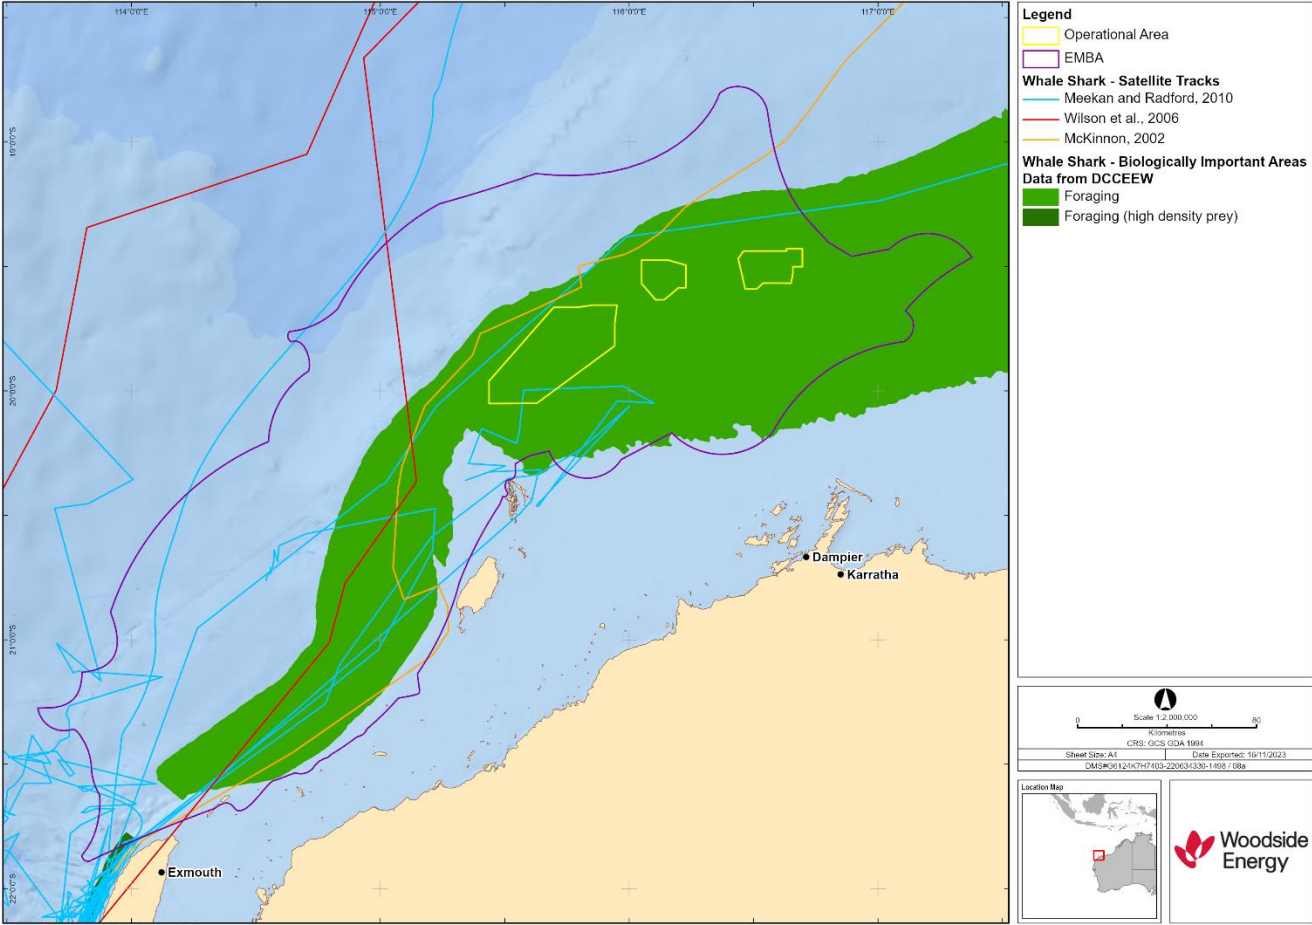 114°0'0"E
115°0'0"E
116°0'0"E
117°0'0"E
19°0'0"S
20°0'0"S
21°0'0"S
22°0'0"S
Dampier
Karratha
Exmouth
Legend
Operational Area
EMBA
Whale Shark - Satellite Tracks
Meekan and Radford, 2010
Wilson et al., 2006
McKinnon, 2002
Whale Shark - Biologically Important Areas
Data from DCCEEW
Foraging
Foraging (high density prey)
Scale 1:2,000,000
0 80
Kilometres
CRS: GCS GDA 1994
Sheet Size: A4 Date Exported: 16/11/2023
Location Map
Woodside
Energy